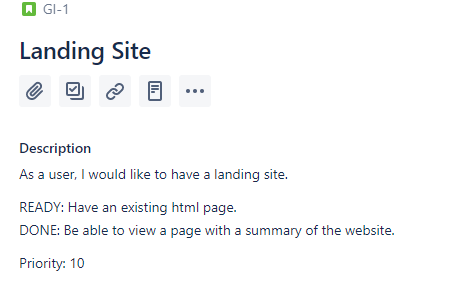 GI-1
Landing Site
Description
As a user, I would like to have a landing site.
READY: Have an existing html page.
DONE: Be able to view a page with a summary of the website.
Priority: 10